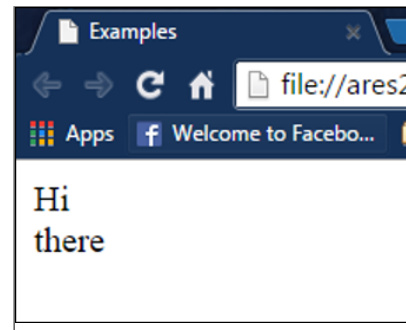 Examples
file://ares2
Apps
f Welcome to Facebo...
Hi
there